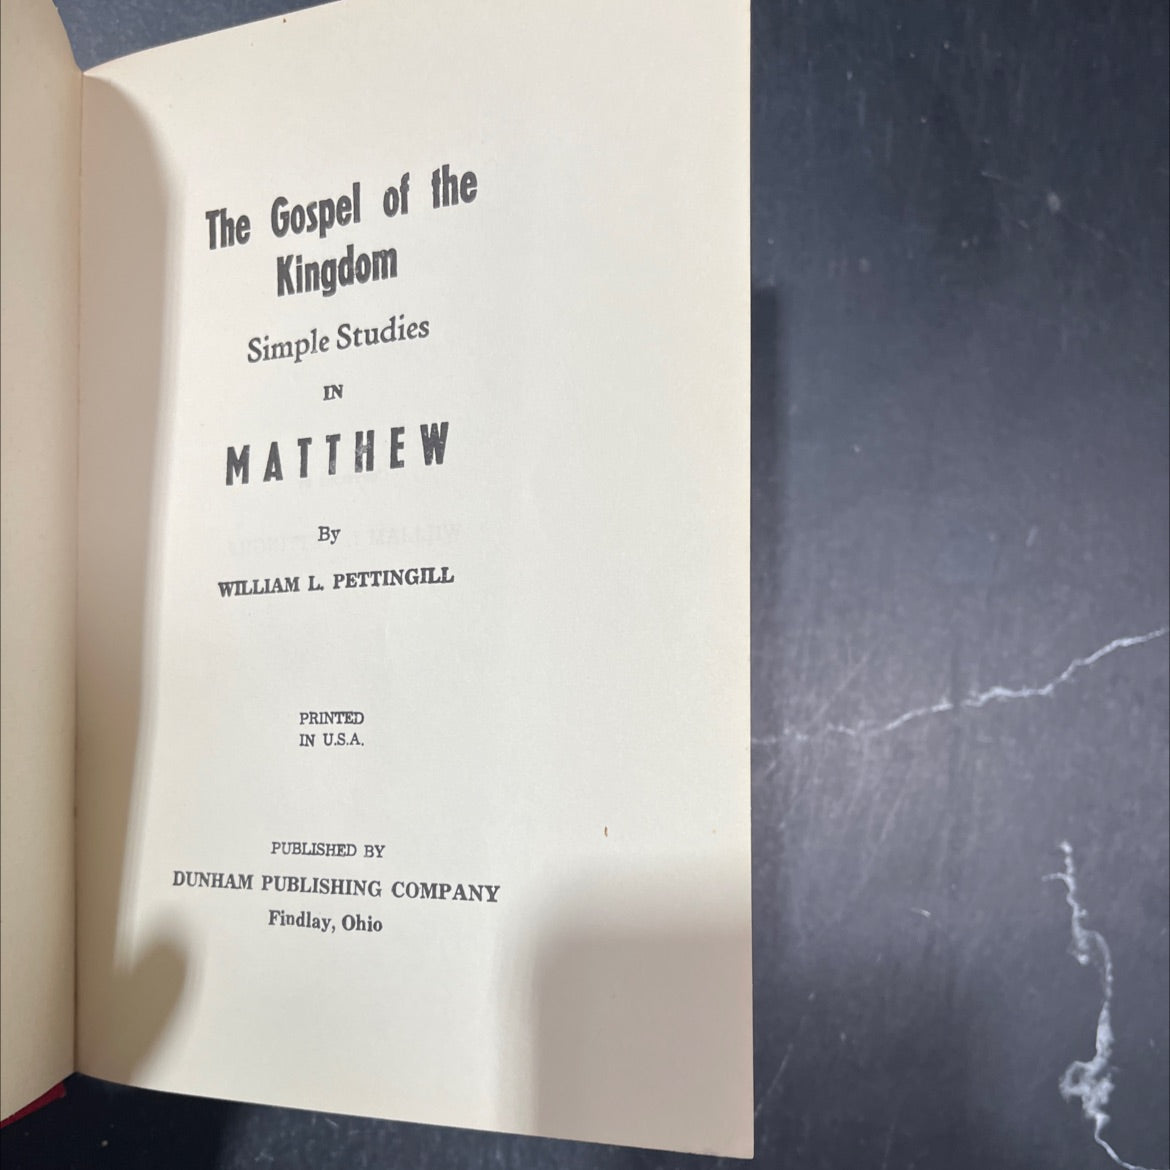 The Gospel of the
Kingdom
Simple Studies
IN
MATTHEW
By
WILLIAM L. PETTINGILL
PRINTED
IN U.S.A.
PUBLISHED BY
DUNHAM PUBLISHING COMPANY
Findlay, Ohio